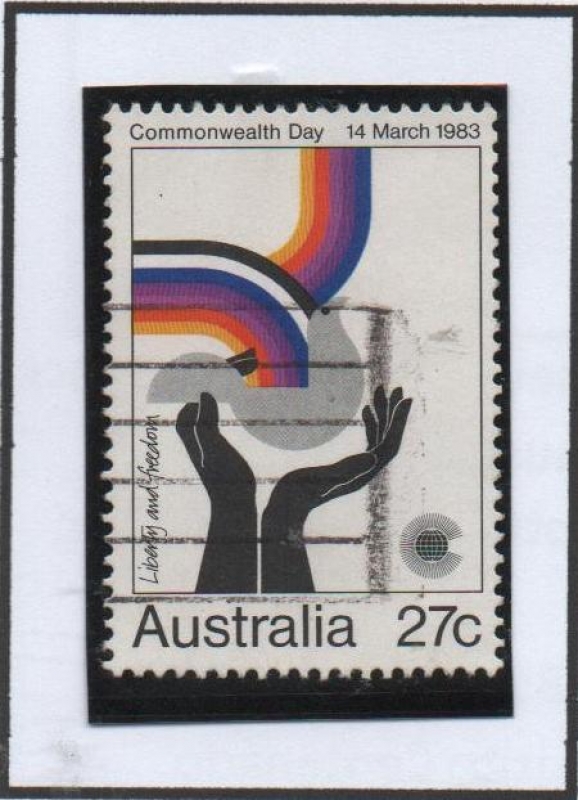 Commonwealth Day 14 March 1983
Liberty and freedom
Australia 27c